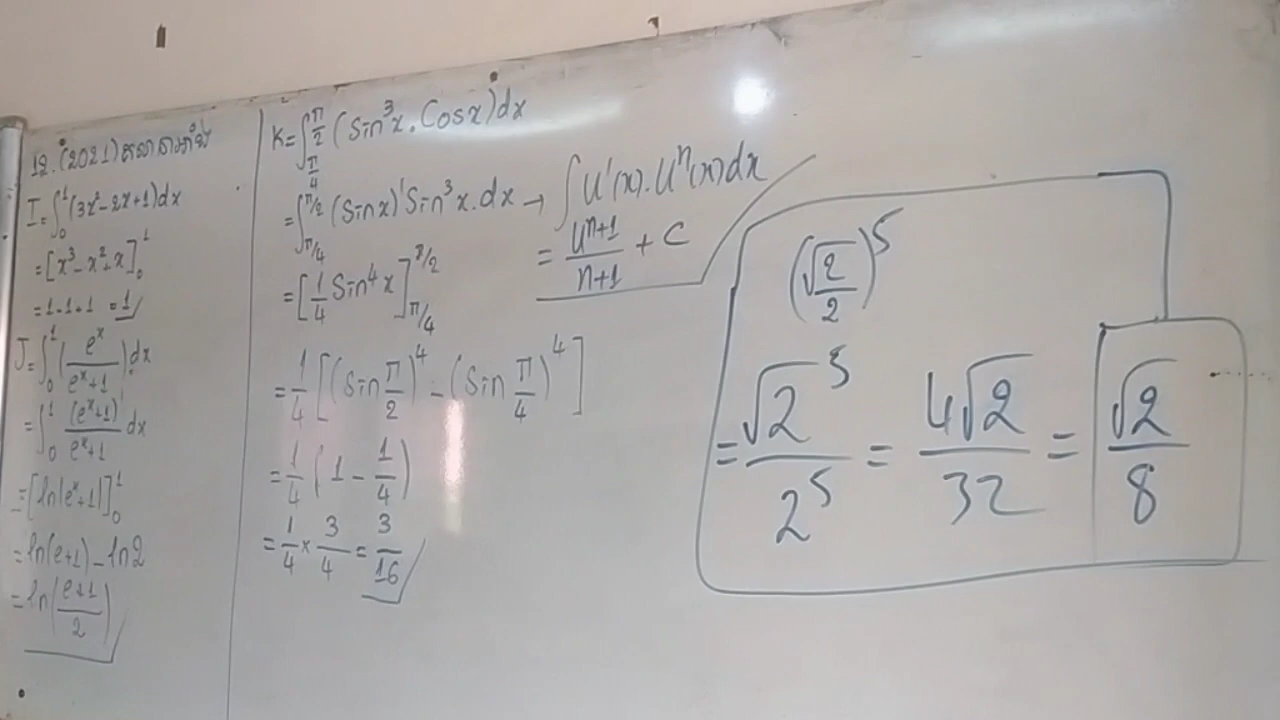 12. (2021)
I = ∫₀¹ (3x² - 2x + 1)dx
= [x³ - x² + x]₀¹
= 1 - 1 + 1 = 1
J = ∫₀¹ (eˣ/(eˣ+1))dx
= ∫₀¹ (eˣ+1)'/(eˣ+1) dx
= [ln|eˣ+1|]₀¹
= ln(e+1) - ln2
= ln((e+1)/2)
K = ∫_{π/4}^{π/2} (Sin³x . Cosx)dx
= ∫_{π/4}^{π/2} (Sinx)' Sin³x . dx → ∫ U'(x) . Uⁿ(x)dx
= Uⁿ⁺¹/(n+1) + C
= [1/4 Sin⁴x]_{π/4}^{π/2}
= 1/4 [(Sin π/2)⁴ - (Sin π/4)⁴]
= 1/4 (1 - 1/4)
= 1/4 × 3/4 = 3/16
(√2/2)⁵
= √2⁵/2⁵ = 4√2/32 = √2/8